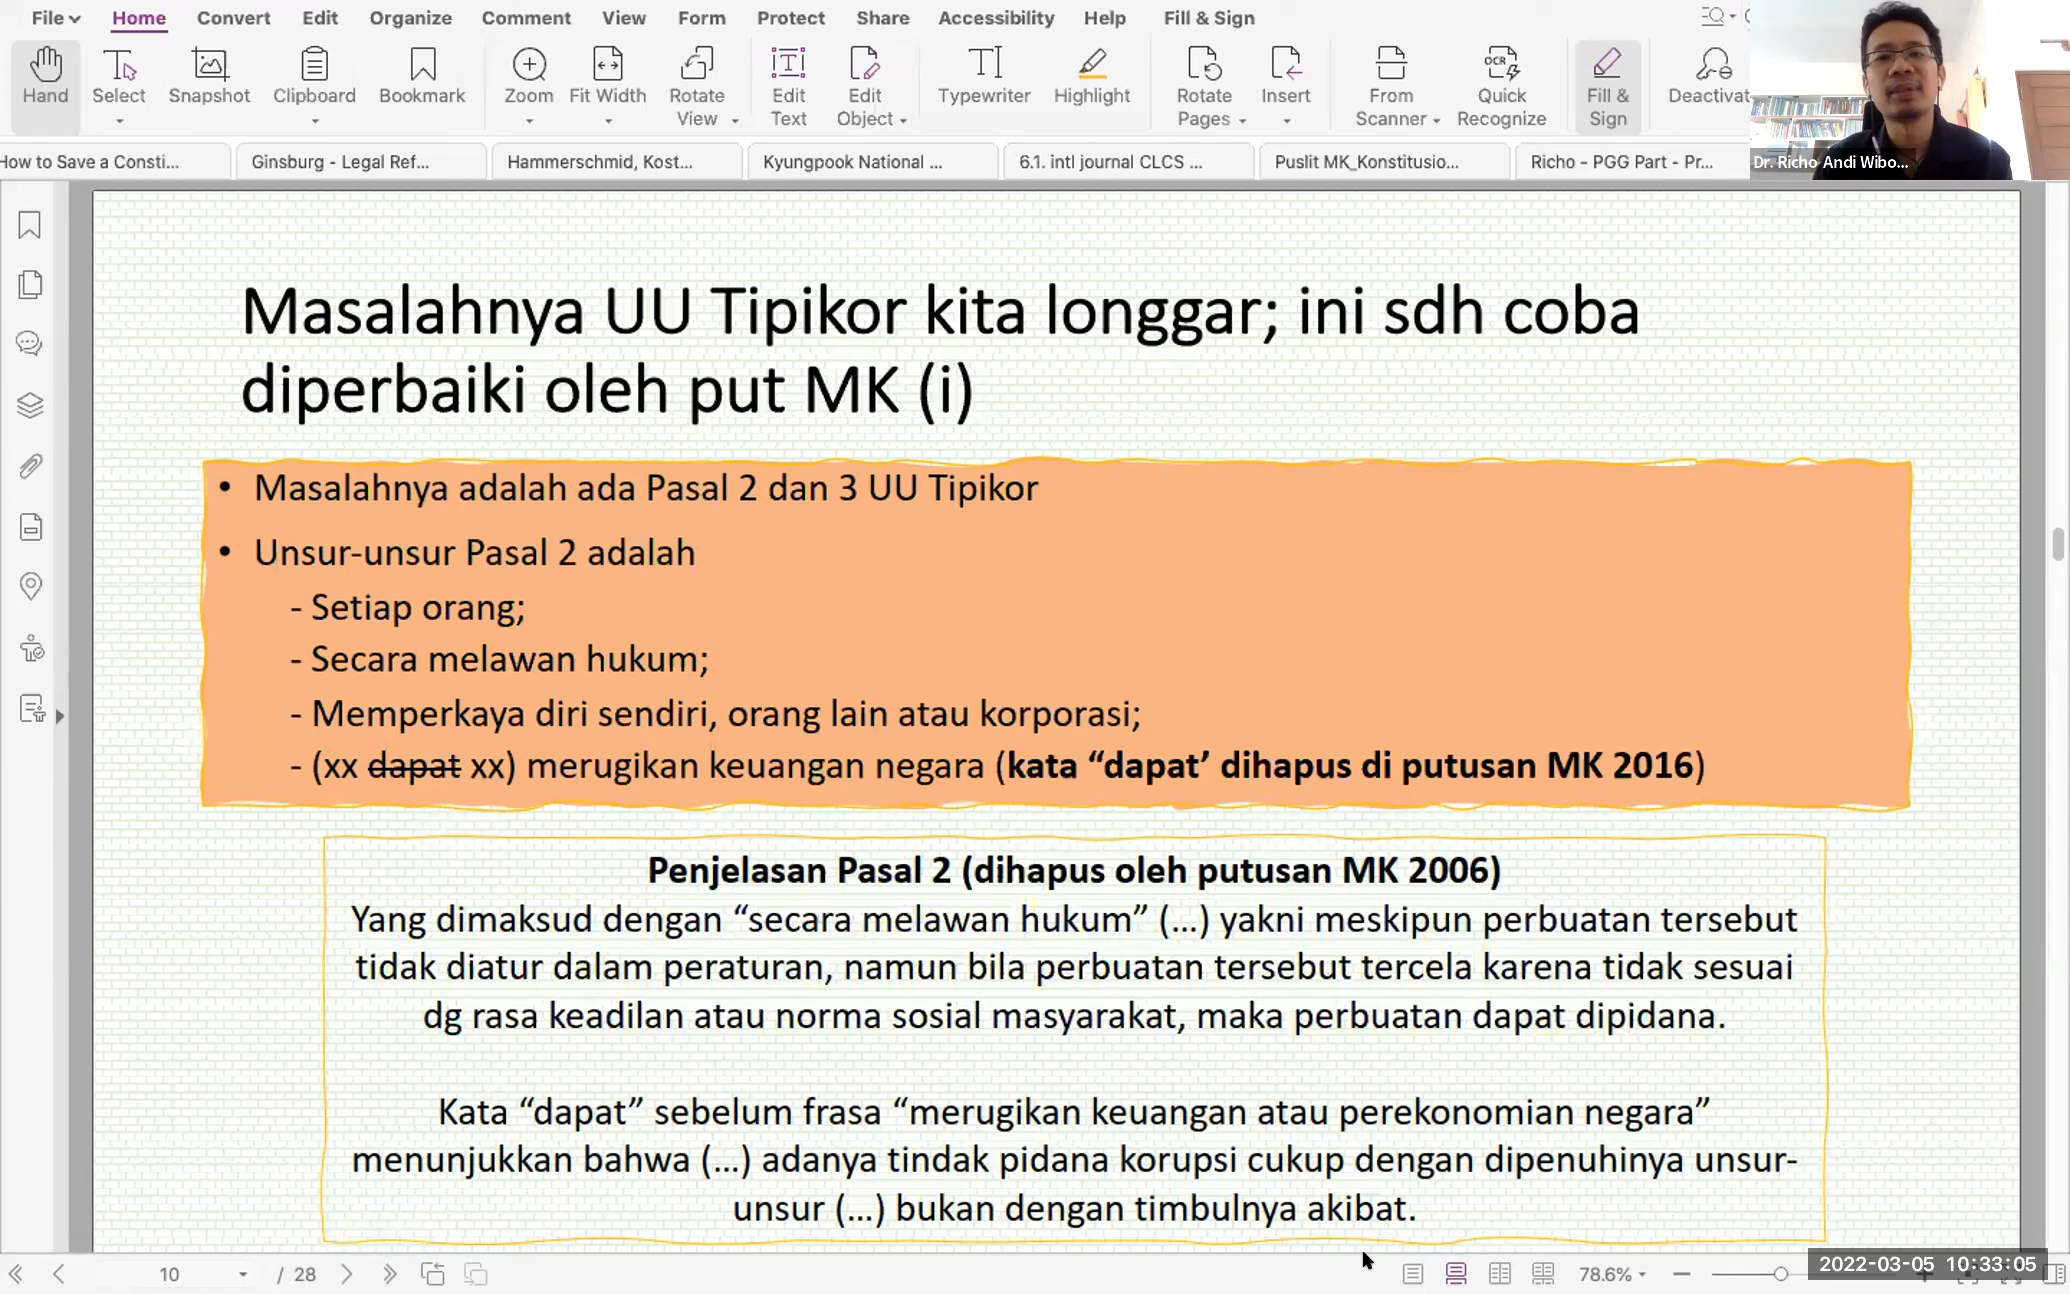 File Home Convert Edit Organize Comment View Form Protect Share Accessibility Help Fill & Sign
Hand Select Snapshot Clipboard Bookmark Zoom Fit Width Rotate View Edit Text Edit Object Typewriter Highlight Rotate Pages Insert From Scanner OCR Quick Recognize Fill & Sign Deactivat
How to Save a Consti... Ginsburg - Legal Ref... Hammerschmid, Kost... Kyungpook National ... 6.1. intl journal CLCS ... Puslit MK_Konstitusio... Richo - PGG Part - Pr...
Dr. Richo Andi Wibo...
Masalahnya UU Tipikor kita longgar; ini sdh coba
diperbaiki oleh put MK (i)
• Masalahnya adalah ada Pasal 2 dan 3 UU Tipikor
• Unsur-unsur Pasal 2 adalah
- Setiap orang;
- Secara melawan hukum;
- Memperkaya diri sendiri, orang lain atau korporasi;
- (xx dapat xx) merugikan keuangan negara (kata “dapat’ dihapus di putusan MK 2016)
Penjelasan Pasal 2 (dihapus oleh putusan MK 2006)
Yang dimaksud dengan “secara melawan hukum” (...) yakni meskipun perbuatan tersebut
tidak diatur dalam peraturan, namun bila perbuatan tersebut tercela karena tidak sesuai
dg rasa keadilan atau norma sosial masyarakat, maka perbuatan dapat dipidana.
Kata “dapat” sebelum frasa “merugikan keuangan atau perekonomian negara”
menunjukkan bahwa (...) adanya tindak pidana korupsi cukup dengan dipenuhinya unsur-
unsur (...) bukan dengan timbulnya akibat.
10 / 28 78.6%
2022-03-05 10:33:05